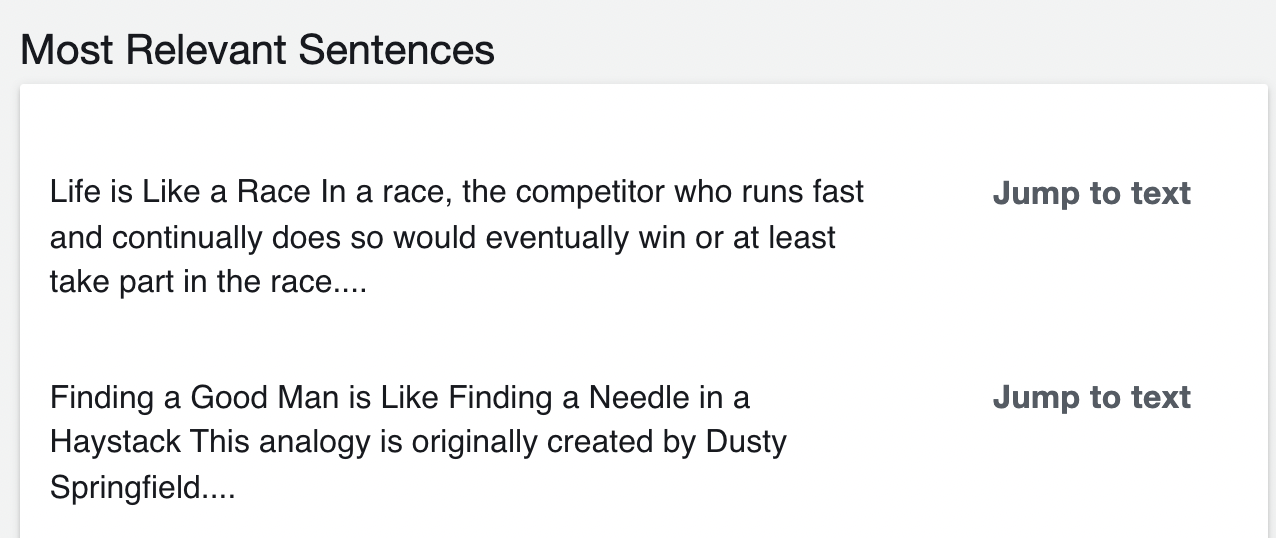 Most Relevant Sentences
Life is Like a Race In a race, the competitor who runs fast
and continually does so would eventually win or at least
take part in the race....
Jump to text
Finding a Good Man is Like Finding a Needle in a
Haystack This analogy is originally created by Dusty
Springfield....
Jump to text